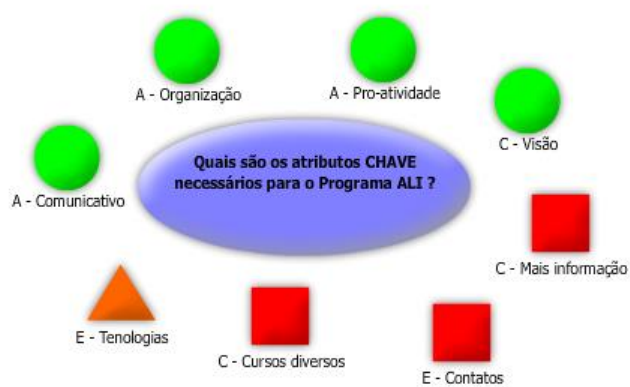 A - Organização
A - Pro-atividade
C - Visão
Quais são os atributos CHAVE
necessários para o Programa ALI ?
A - Comunicativo
C - Mais informação
E - Tenologias
C - Cursos diversos
E - Contatos